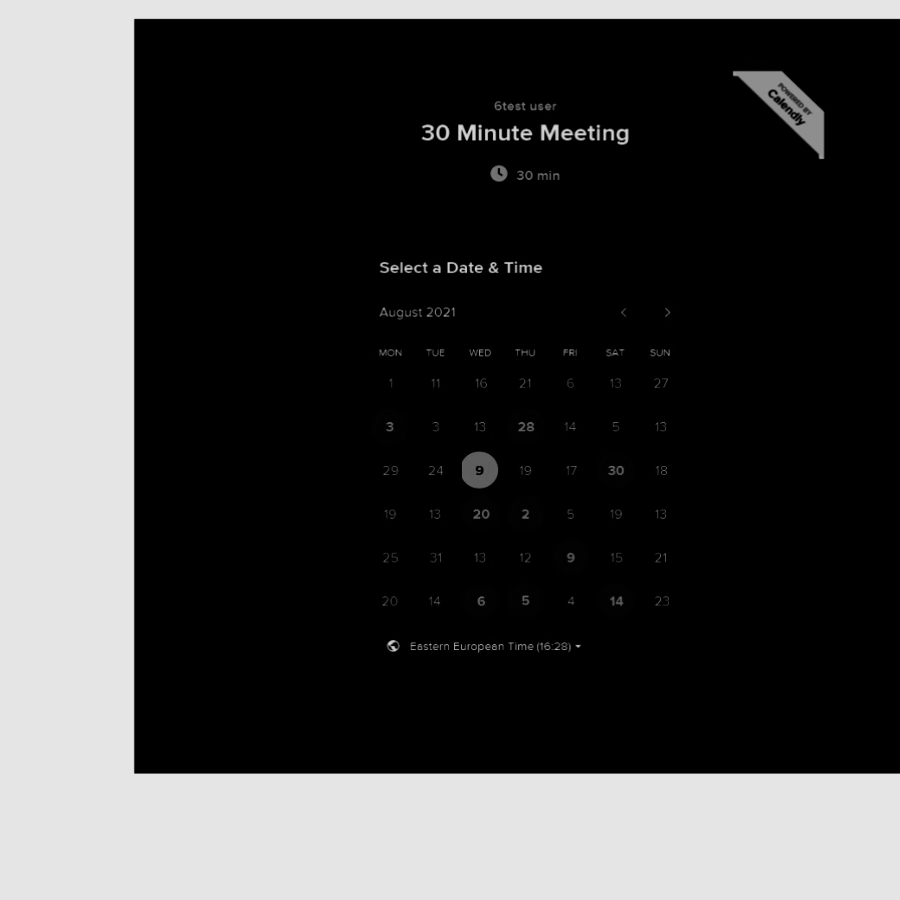 6test user
30 Minute Meeting
30 min
POWERED BY
Calendly
Select a Date & Time
August 2021
MON TUE WED THU FRI SAT SUN
1 11 16 21 6 13 27
3 3 13 28 14 5 13
29 24 9 19 17 30 18
19 13 20 2 5 19 13
25 31 13 12 9 15 21
20 14 6 5 4 14 23
Eastern European Time (16:28)